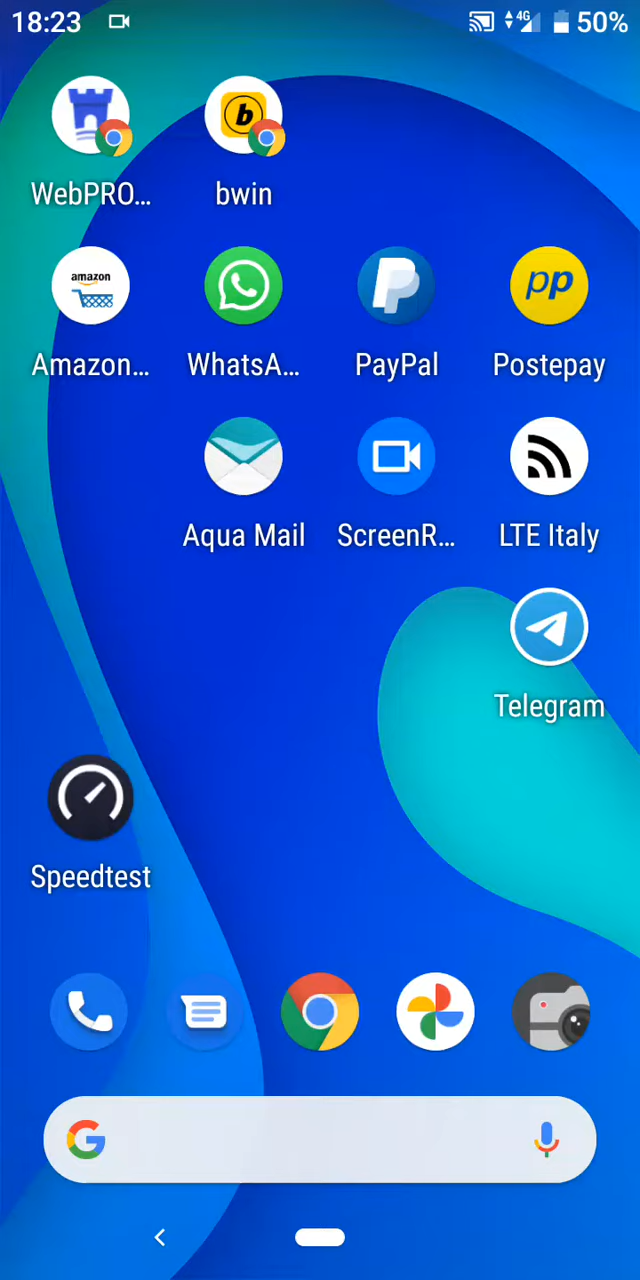 18:23 4G 50%
b
WebPRO… bwin
amazon pp
Amazon… WhatsA… PayPal Postepay
Aqua Mail ScreenR… LTE Italy
Telegram
Speedtest